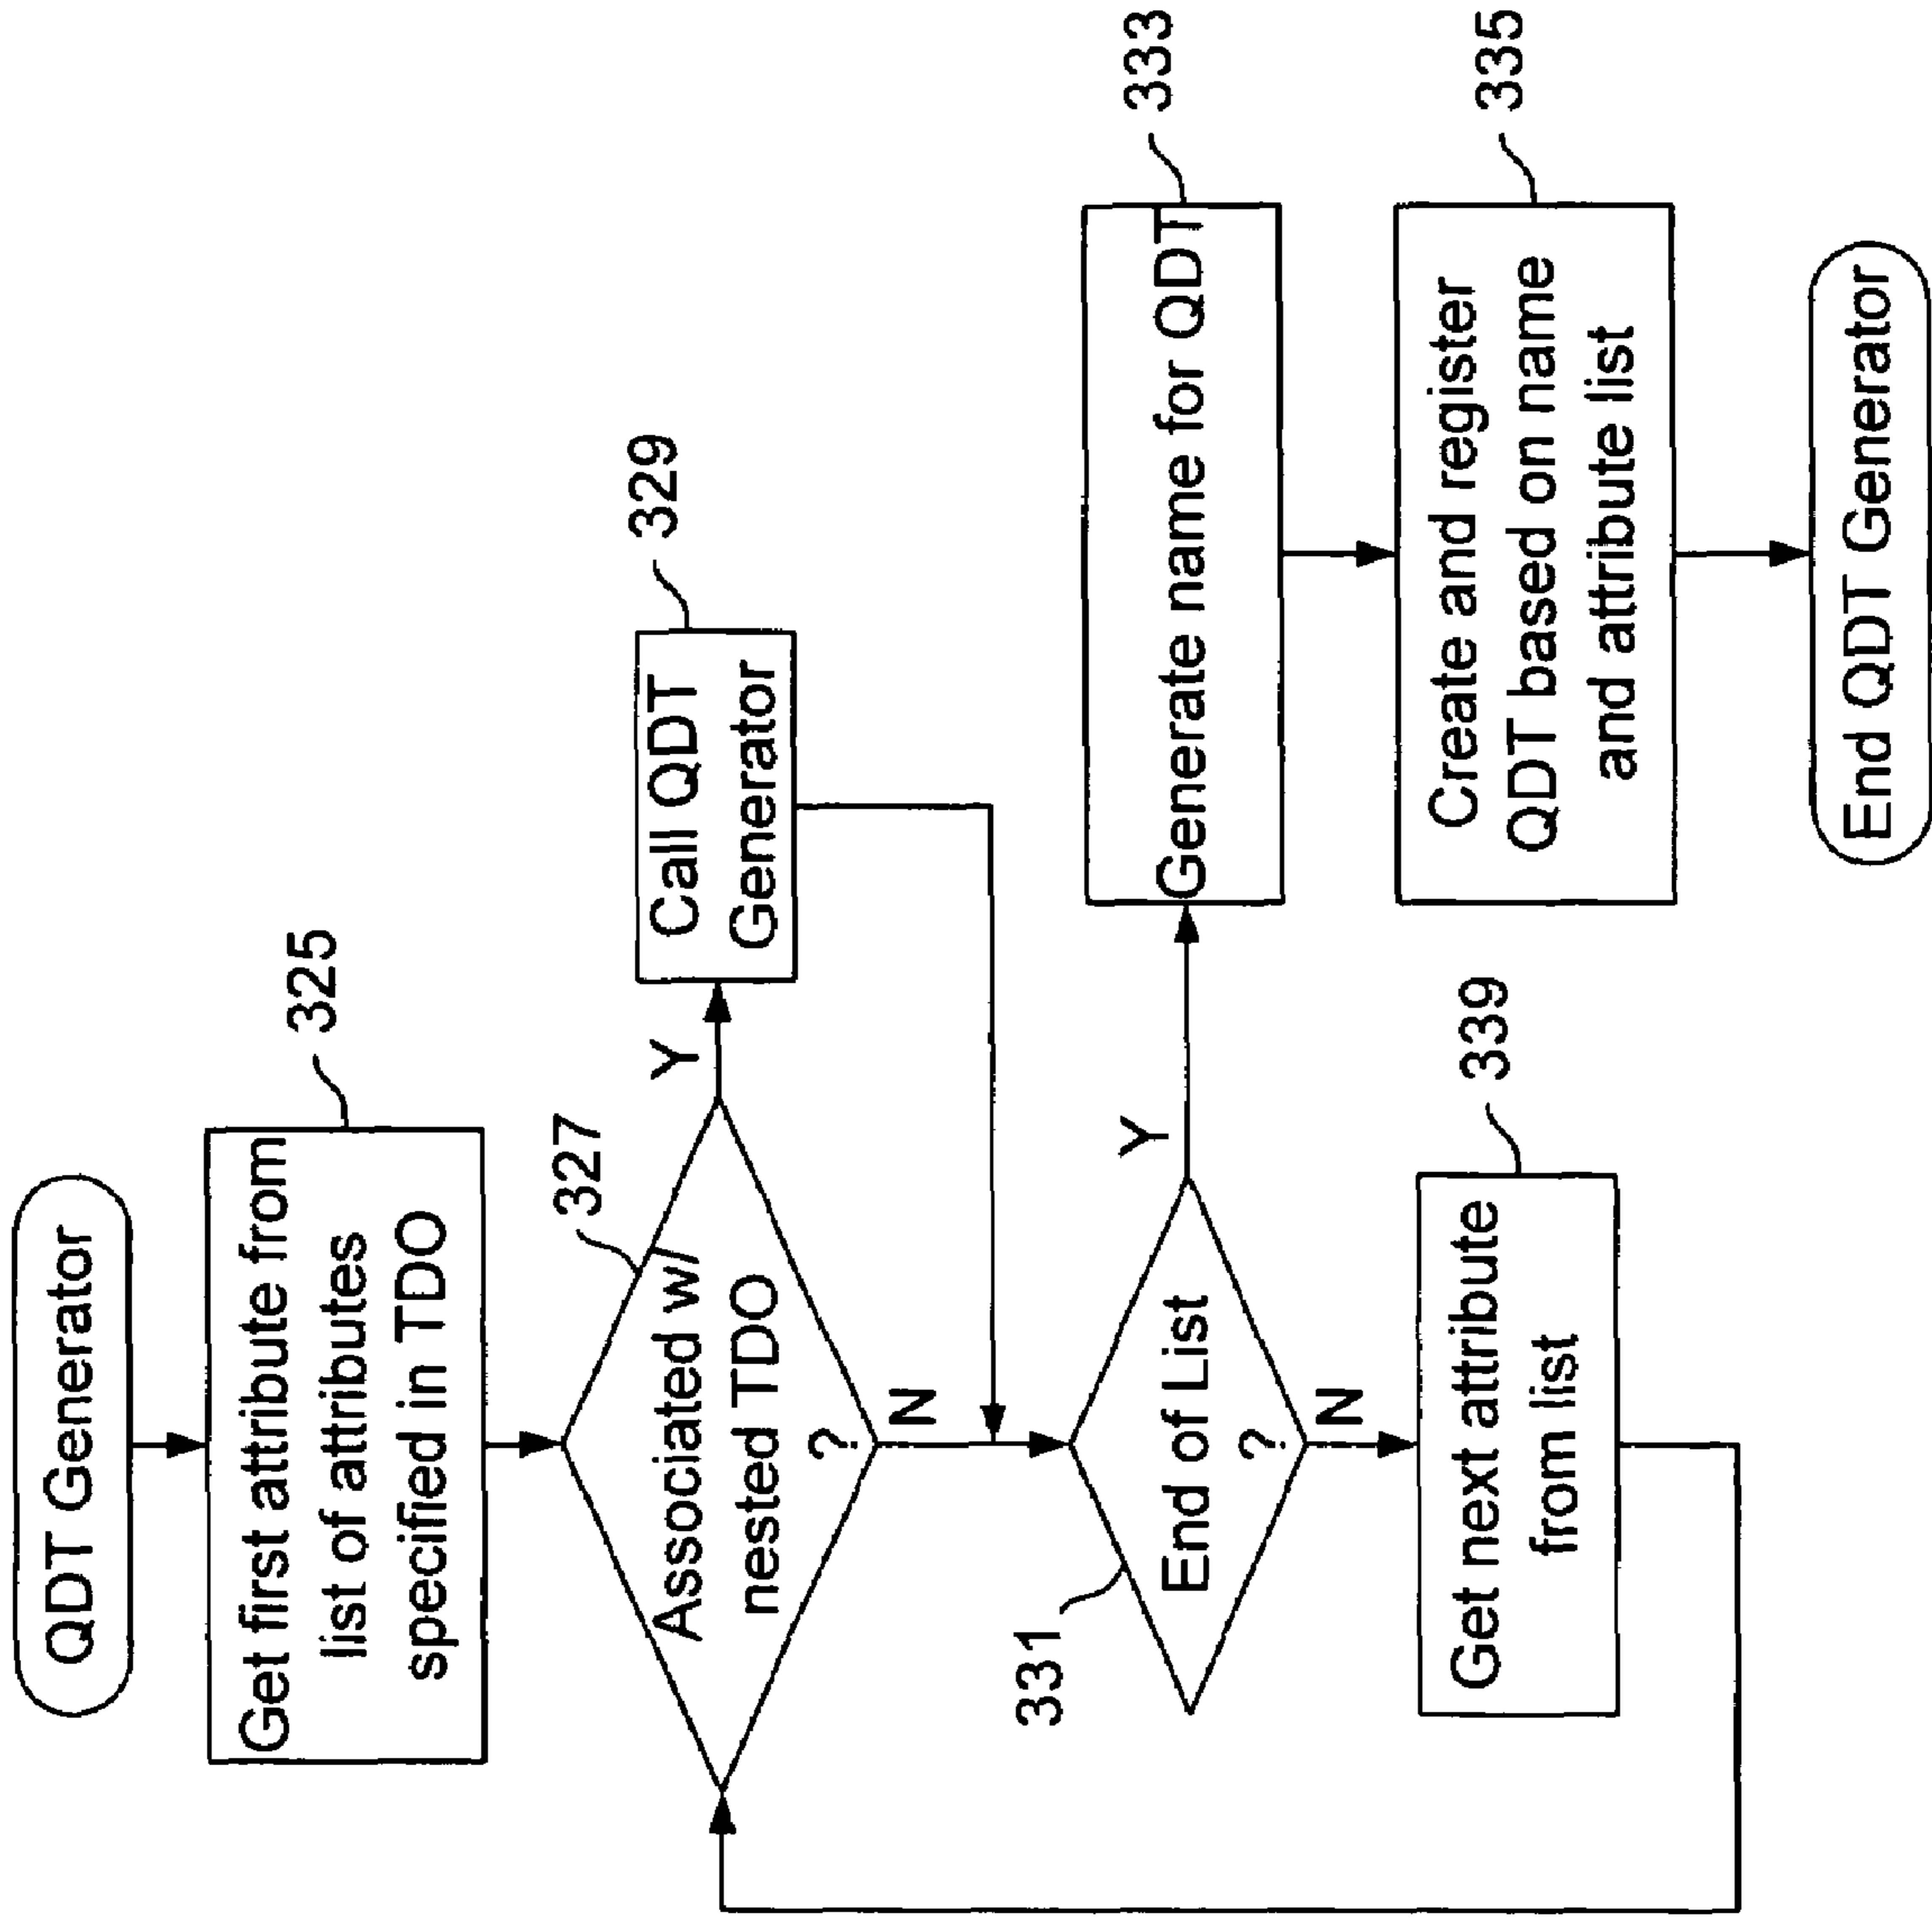 QDT Generator
Get first attribute from
list of attributes
specified in TDO
325
327
Associated w/
nested TDO
?
Y
N
Call QDT
Generator
329
331
End of List
?
Y
N
Generate name for QDT
333
Create and register
QDT based on name
and attribute list
335
Get next attribute
from list
339
End QDT Generator